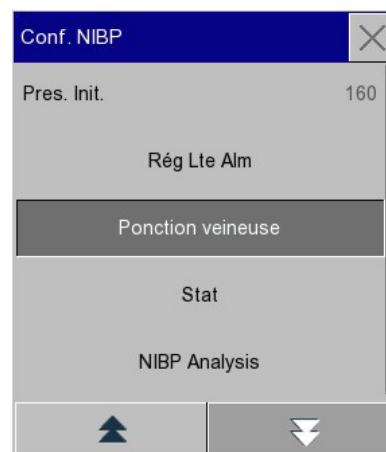 Conf. NIBP
Pres. Init. 160
Rég Lte Alm
Ponction veineuse
Stat
NIBP Analysis